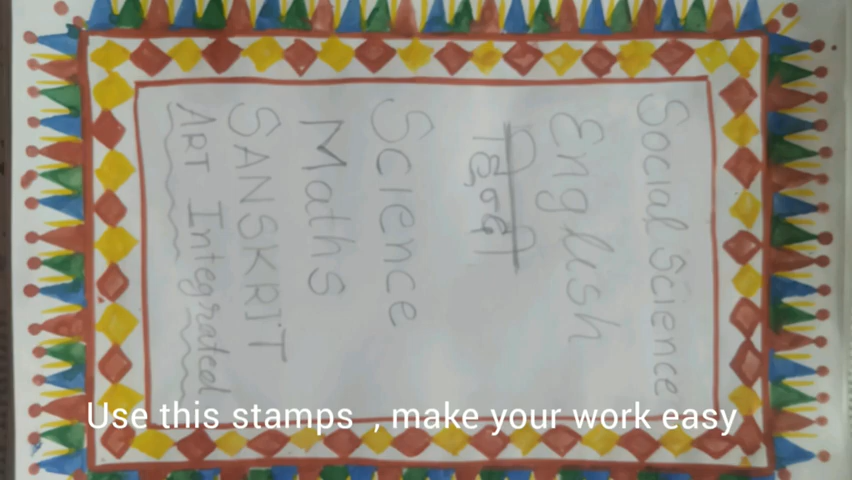 Social Science
English
हिन्दी
Science
Maths
SANSKRIT
ART Integrated
Use this stamps , make your work easy